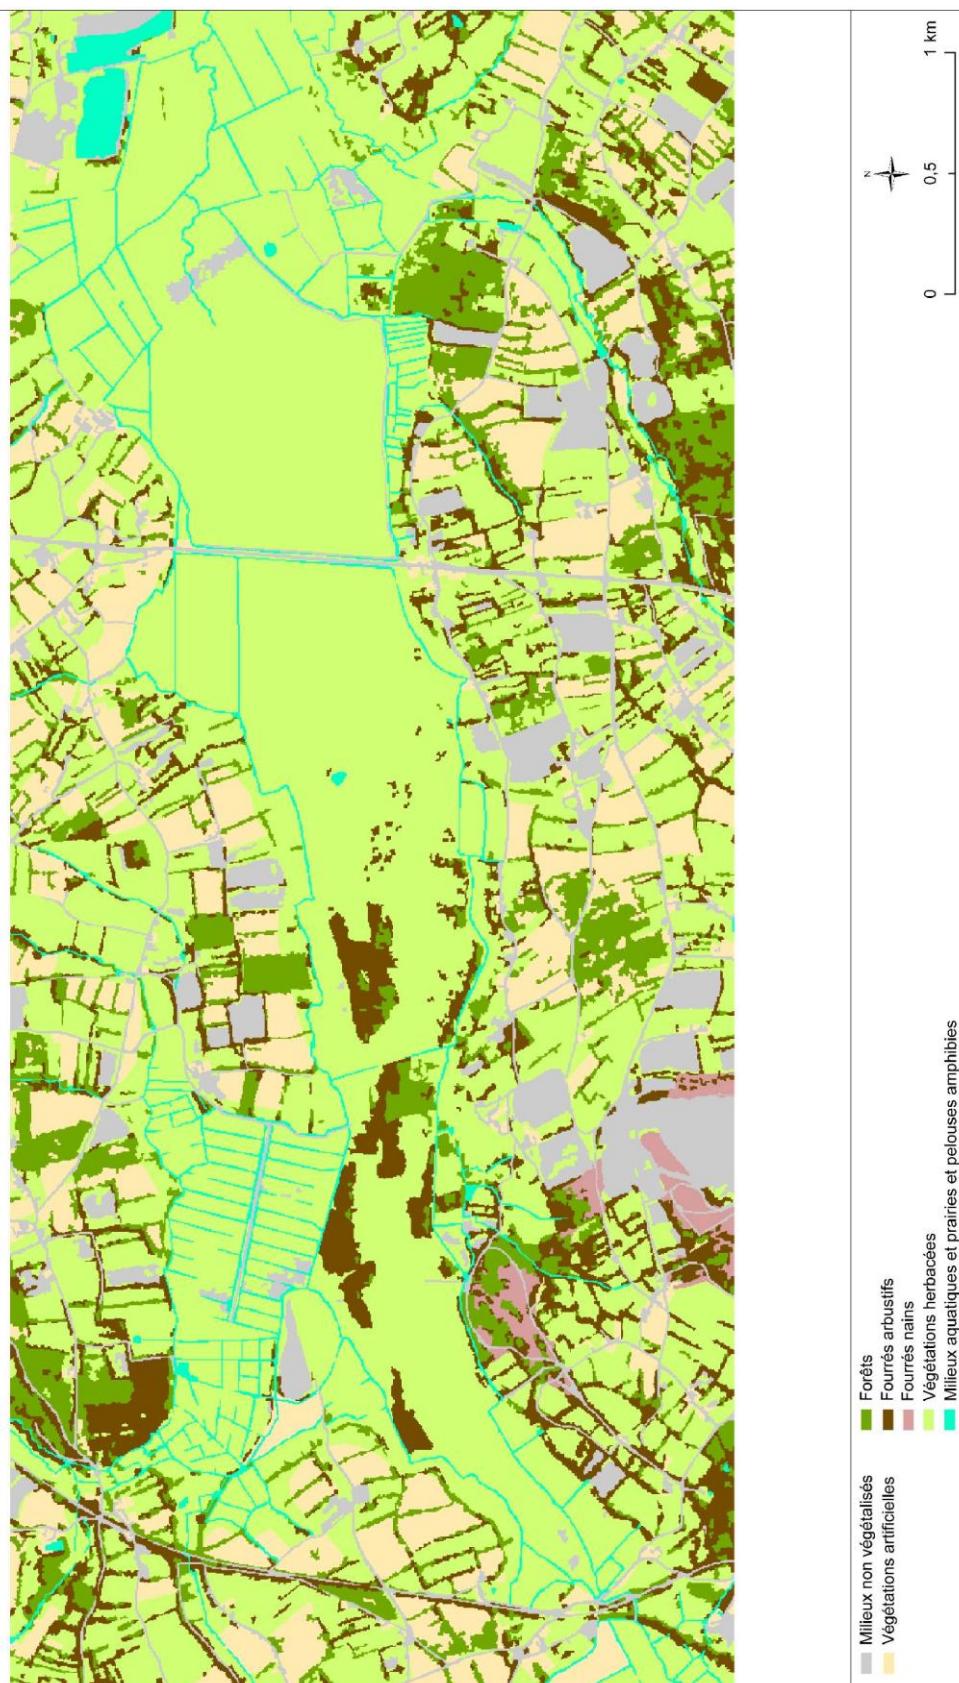 Milieux non végétalisés
Végétations artificielles
Forêts
Fourrés arbustifs
Fourrés nains
Végétations herbacées
Milieux aquatiques et prairies et pelouses amphibies
N
0 0,5 1 km